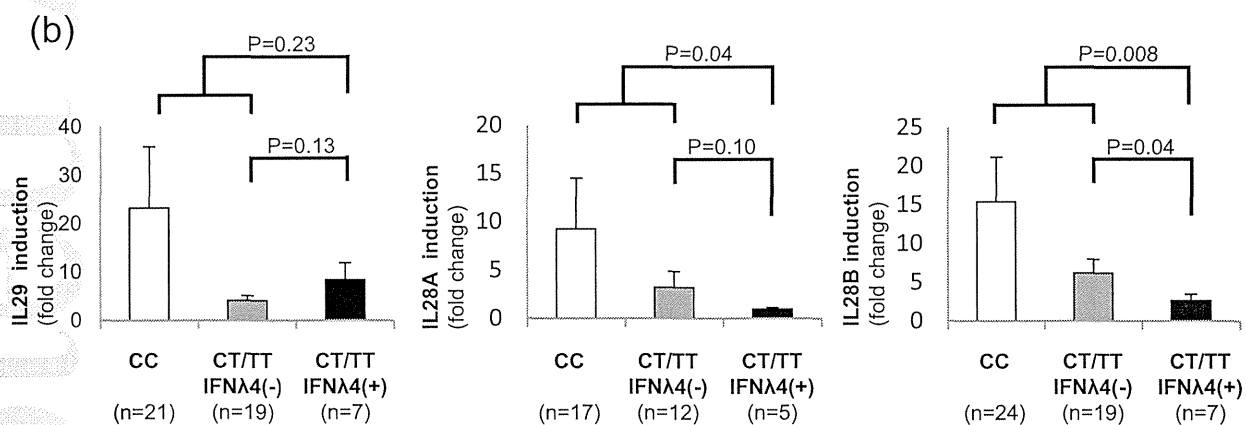 (b)
P=0.23
P=0.13
IL29 induction
(fold change)
40
30
20
10
0
CC
CT/TT
IFNλ4(-)
CT/TT
IFNλ4(+)
(n=21)
(n=19)
(n=7)
P=0.04
P=0.10
IL28A induction
(fold change)
20
15
10
5
0
CC
CT/TT
IFNλ4(-)
CT/TT
IFNλ4(+)
(n=17)
(n=12)
(n=5)
P=0.008
P=0.04
IL28B induction
(fold change)
25
20
15
10
5
0
CC
CT/TT
IFNλ4(-)
CT/TT
IFNλ4(+)
(n=24)
(n=19)
(n=7)